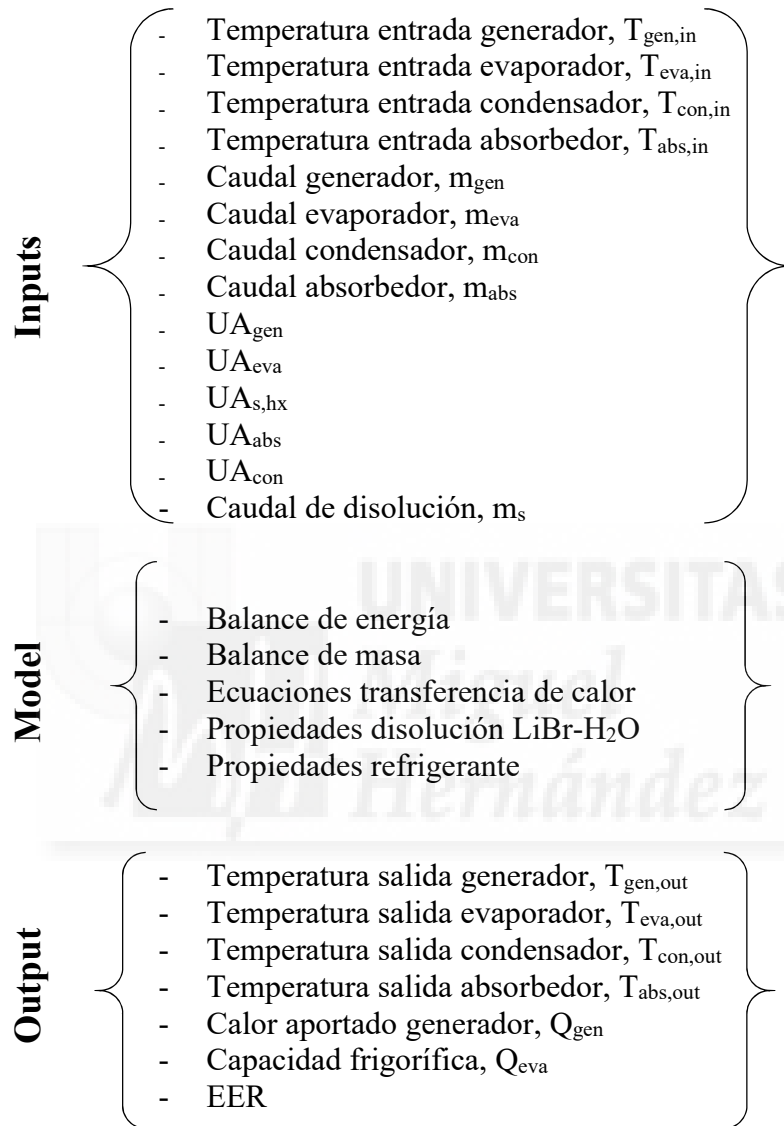 Inputs
- Temperatura entrada generador, Tgen,in
- Temperatura entrada evaporador, Teva,in
- Temperatura entrada condensador, Tcon,in
- Temperatura entrada absorbedor, Tabs,in
- Caudal generador, mgen
- Caudal evaporador, meva
- Caudal condensador, mcon
- Caudal absorbedor, mabs
- UAgen
- UAeva
- UAs,hx
- UAabs
- UAcon
- Caudal de disolución, ms
UNIVERSITAS
Miguel
Hernández
Model
- Balance de energía
- Balance de masa
- Ecuaciones transferencia de calor
- Propiedades disolución LiBr-H2O
- Propiedades refrigerante
Output
- Temperatura salida generador, Tgen,out
- Temperatura salida evaporador, Teva,out
- Temperatura salida condensador, Tcon,out
- Temperatura salida absorbedor, Tabs,out
- Calor aportado generador, Qgen
- Capacidad frigorífica, Qeva
- EER